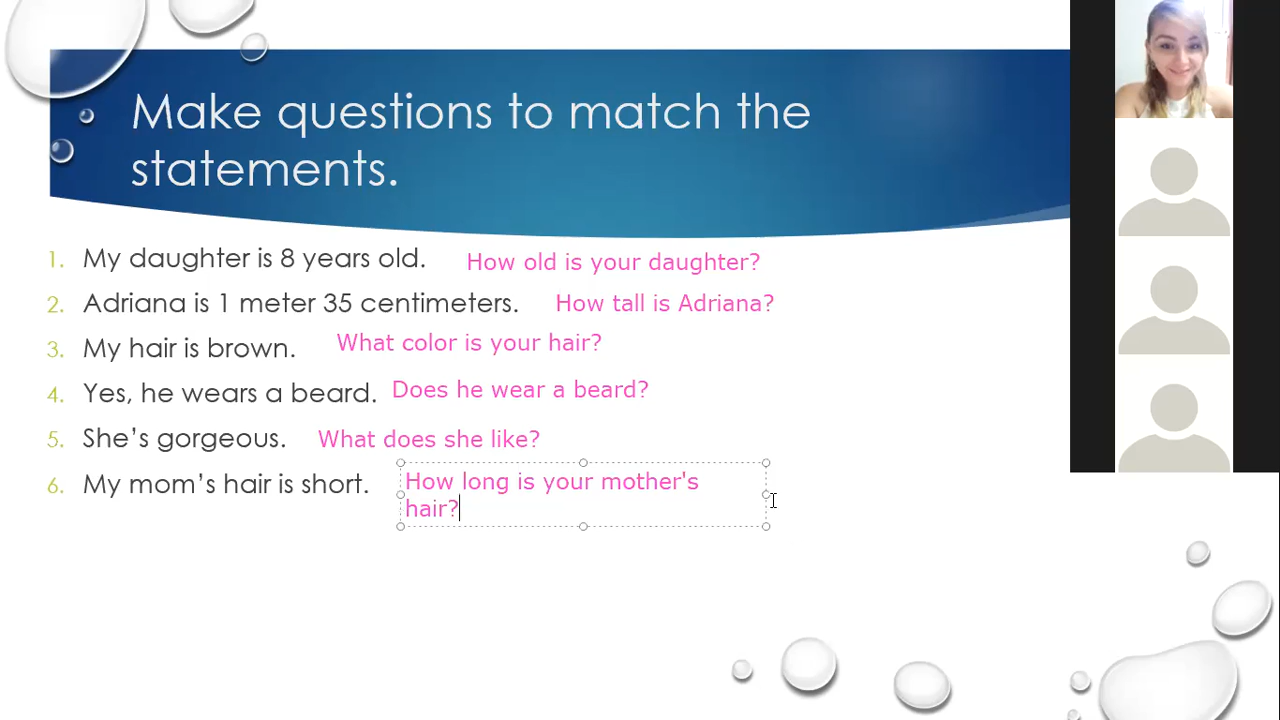 Make questions to match the
statements.
1. My daughter is 8 years old. How old is your daughter?
2. Adriana is 1 meter 35 centimeters. How tall is Adriana?
3. My hair is brown. What color is your hair?
4. Yes, he wears a beard. Does he wear a beard?
5. She’s gorgeous. What does she like?
6. My mom’s hair is short. How long is your mother's
hair?